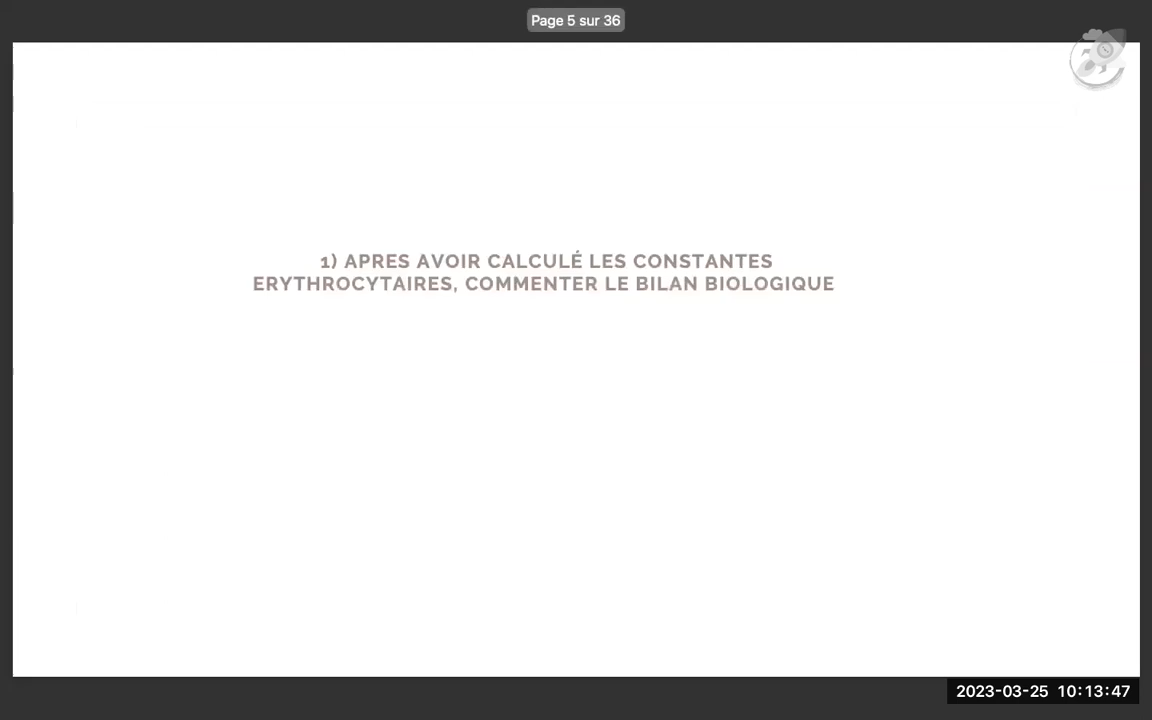 Page 5 sur 36
1) APRES AVOIR CALCULÉ LES CONSTANTES
ERYTHROCYTAIRES, COMMENTER LE BILAN BIOLOGIQUE
2023-03-25 10:13:47